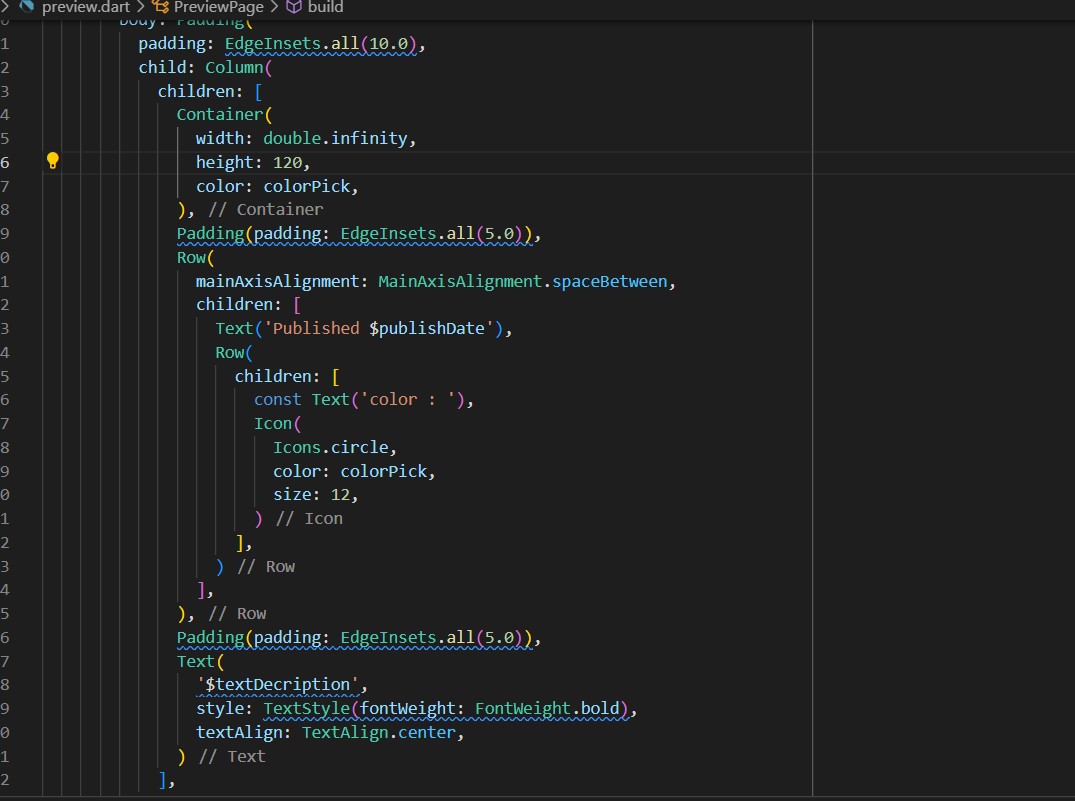 > preview.dart > PreviewPage > build
0 body: Padding(
1 padding: EdgeInsets.all(10.0),
2 child: Column(
3 children: [
4 Container(
5 width: double.infinity,
6 height: 120,
7 color: colorPick,
8 ), // Container
9 Padding(padding: EdgeInsets.all(5.0)),
0 Row(
1 mainAxisAlignment: MainAxisAlignment.spaceBetween,
2 children: [
3 Text('Published $publishDate'),
4 Row(
5 children: [
6 const Text('color : '),
7 Icon(
8 Icons.circle,
9 color: colorPick,
0 size: 12,
1 ) // Icon
2 ],
3 ) // Row
4 ],
5 ), // Row
6 Padding(padding: EdgeInsets.all(5.0)),
7 Text(
8 '$textDecription',
9 style: TextStyle(fontWeight: FontWeight.bold),
0 textAlign: TextAlign.center,
1 ) // Text
2 ],